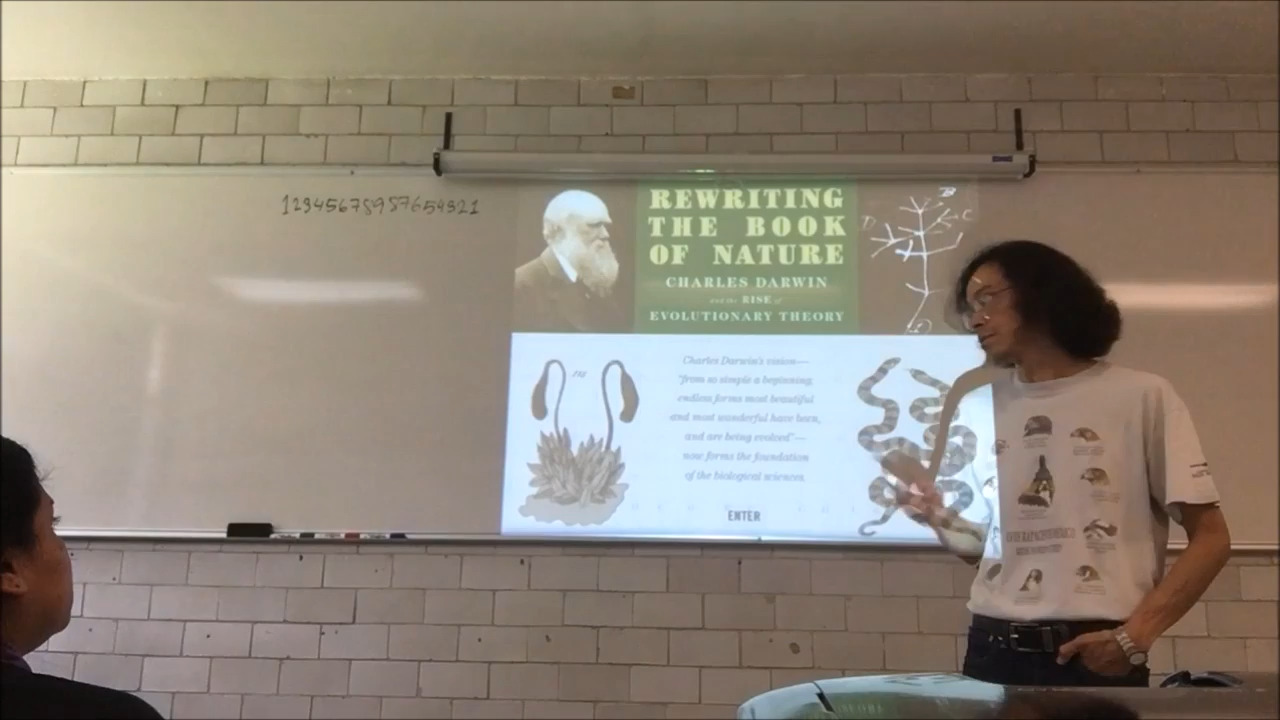 12345678987654321
REWRITING
THE BOOK
OF NATURE
CHARLES DARWIN
and the RISE of
EVOLUTIONARY THEORY
B
D
C
Charles Darwin's vision—
"from so simple a beginning,
endless forms most beautiful
and most wonderful have been,
and are being evolved"—
now forms the foundation
of the biological sciences.
ENTER